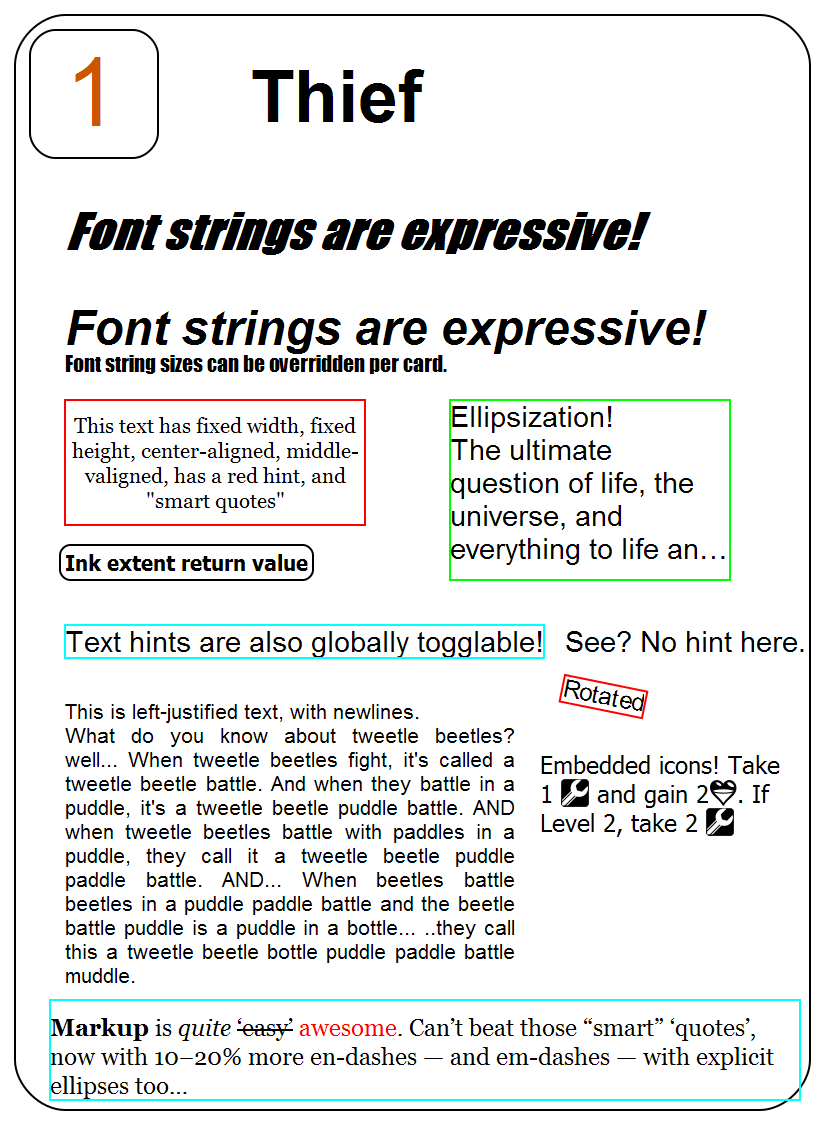 1
Thief
Font strings are expressive!
Font strings are expressive!
Font string sizes can be overridden per card.
This text has fixed width, fixed
height, center-aligned, middle-
valigned, has a red hint, and
"smart quotes"
Ellipsization!
The ultimate
question of life, the
universe, and
everything to life an…
Ink extent return value
Text hints are also globally togglable!
See? No hint here.
Rotated
This is left-justified text, with newlines.
What do you know about tweetle beetles?
well... When tweetle beetles fight, it's called a
tweetle beetle battle. And when they battle in a
puddle, it's a tweetle beetle puddle battle. AND
when tweetle beetles battle with paddles in a
puddle, they call it a tweetle beetle puddle
paddle battle. AND... When beetles battle
beetles in a puddle paddle battle and the beetle
battle puddle is a puddle in a bottle... ..they call
this a tweetle beetle bottle puddle paddle battle
muddle.
Embedded icons! Take
1 and gain 2. If
Level 2, take 2
Markup is quite ‘easy’ awesome. Can’t beat those “smart” ‘quotes’,
now with 10–20% more en-dashes — and em-dashes — with explicit
ellipses too…